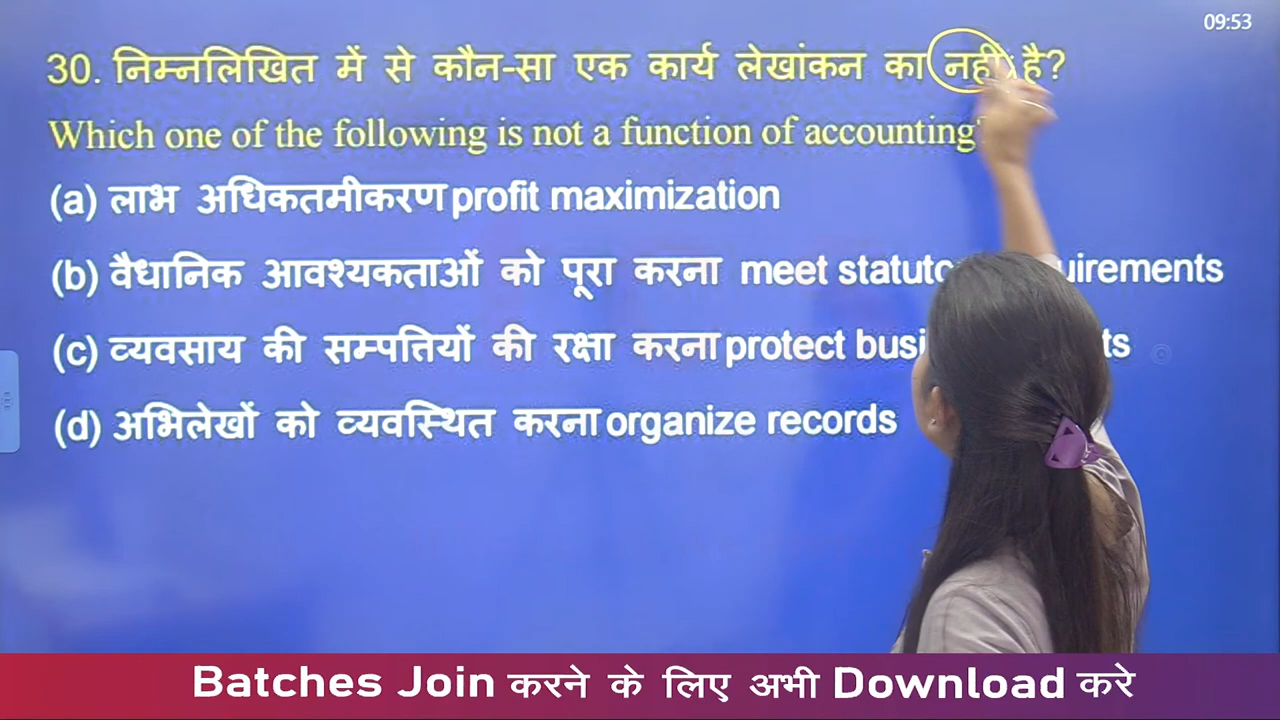 09:53
30. निम्नलिखित में से कौन-सा एक कार्य लेखांकन का नहीं है?
Which one of the following is not a function of accounting
(a) लाभ अधिकतमीकरण profit maximization
(b) वैधानिक आवश्यकताओं को पूरा करना meet
(c) व्यवसाय की सम्पत्तियों की रक्षा करना protect
(d) अभिलेखों को व्यवस्थित करना organize records
Batches Join करने के लिए अभी Download करे